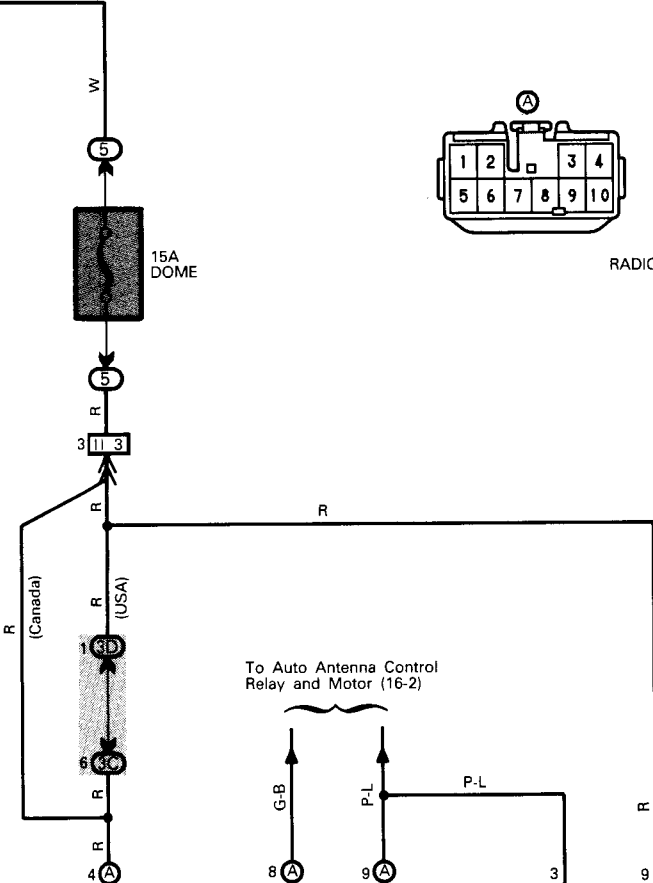 W
5
A
1 2 3 4
5 6 7 8 9 10
15A
DOME
RADIO
5
R
3 1I 3
R
R
R
(Canada)
R
(USA)
1 3D
To Auto Antenna Control
Relay and Motor (16-2)
6 3C
R
G-B
P-L
P-L
R
R
4 A
8 A
9 A
3
9